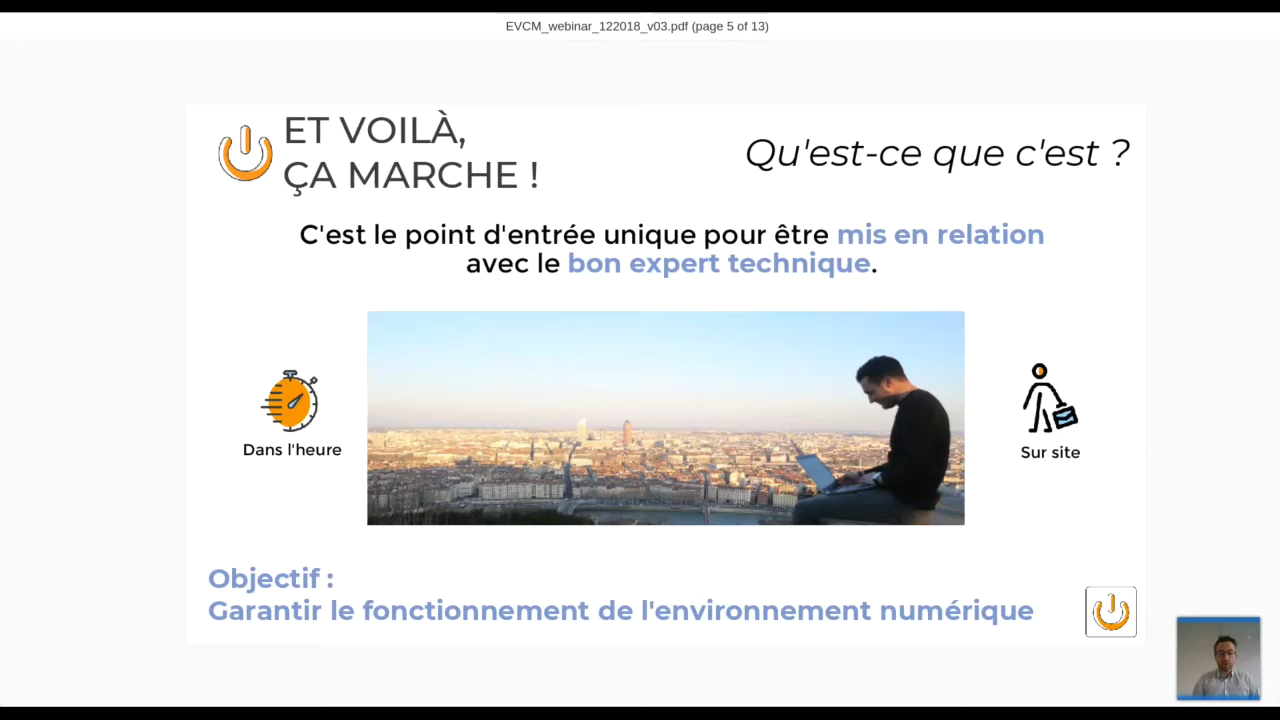 EVCM_webinar_122018_v03.pdf (page 5 of 13)
ET VOILÀ,
ÇA MARCHE !
Qu'est-ce que c'est ?
C'est le point d'entrée unique pour être mis en relation
avec le bon expert technique.
Dans l'heure
Sur site
Objectif :
Garantir le fonctionnement de l'environnement numérique